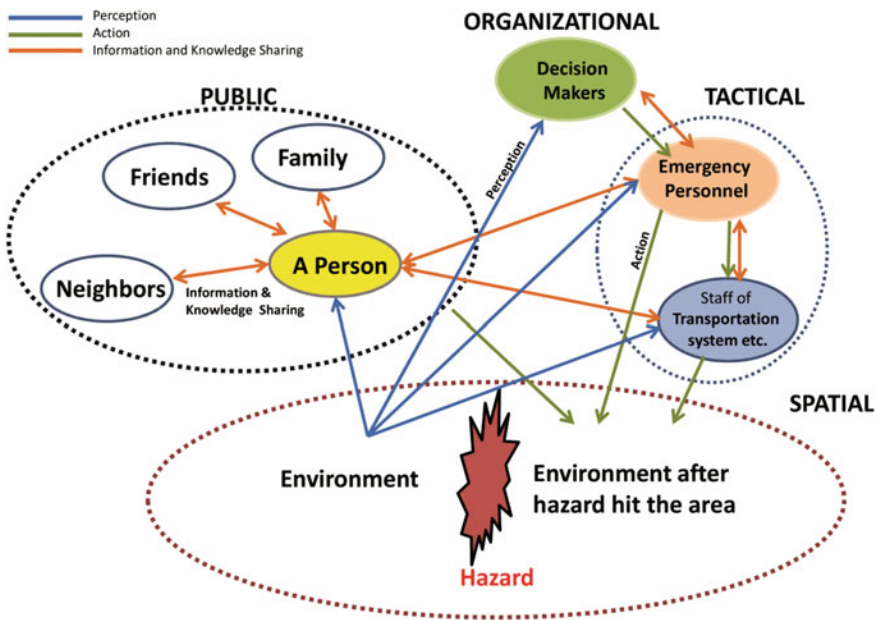 Perception
Action
Information and Knowledge Sharing
ORGANIZATIONAL
Decision
Makers
PUBLIC
TACTICAL
Family
Friends
Perception
Emergency
Personnel
A Person
Action
Neighbors
Information &
Knowledge Sharing
Staff of
Transportation
system etc.
SPATIAL
Environment
Environment after
hazard hit the area
Hazard